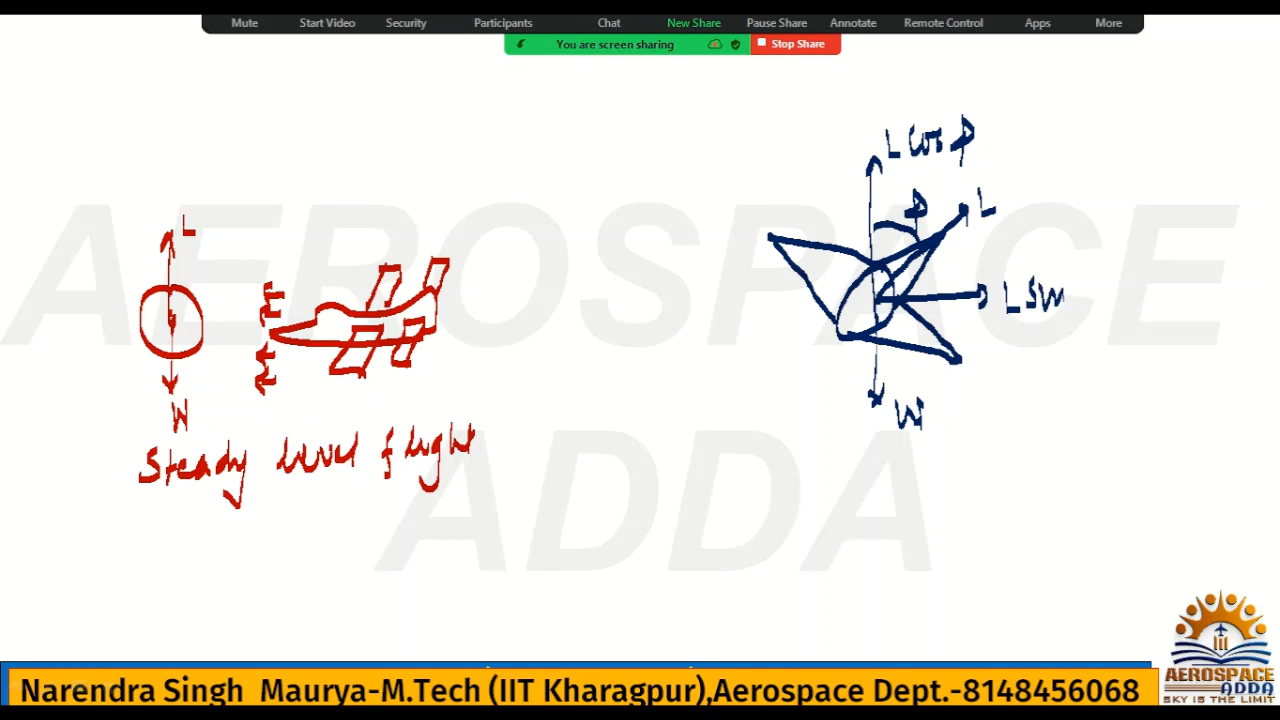 Mute Start Video Security Participants Chat New Share Pause Share Annotate Remote Control Apps More
You are screen sharing Stop Share
AEROSPACE
ADDA
L
W
Steady level flight
L cos φ
φ
L
L sin
W
Narendra Singh Maurya-M.Tech (IIT Kharagpur),Aerospace Dept.-8148456068
AEROSPACE
ADDA
SKY IS THE LIMIT